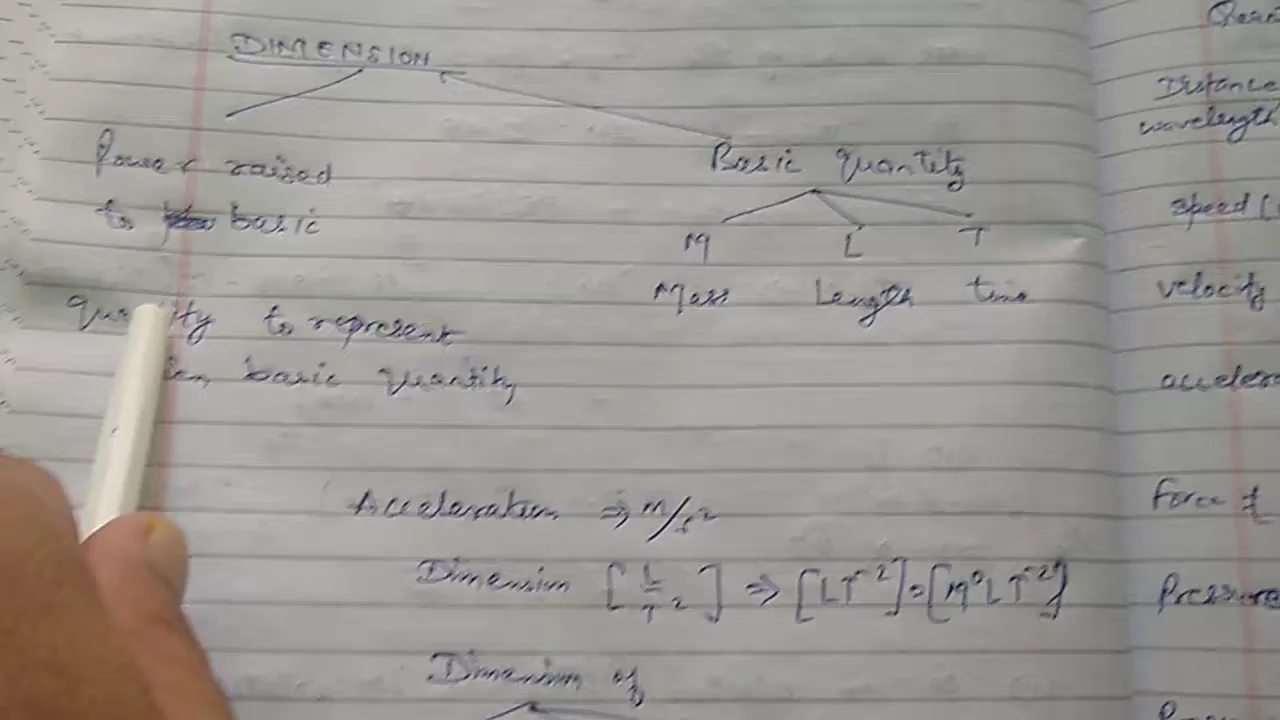 DIMENSION
Power raised
to basic
quantity to represent
basic quantity
Basic quantity
M L T
Mass Length time
Acceleration ⇒ m/s²
Dimension [L/T²] ⇒ [LT⁻²] = [M⁰LT⁻²]
Dimension of
Distance
wavelength
speed (
velocity
Force
Pressure